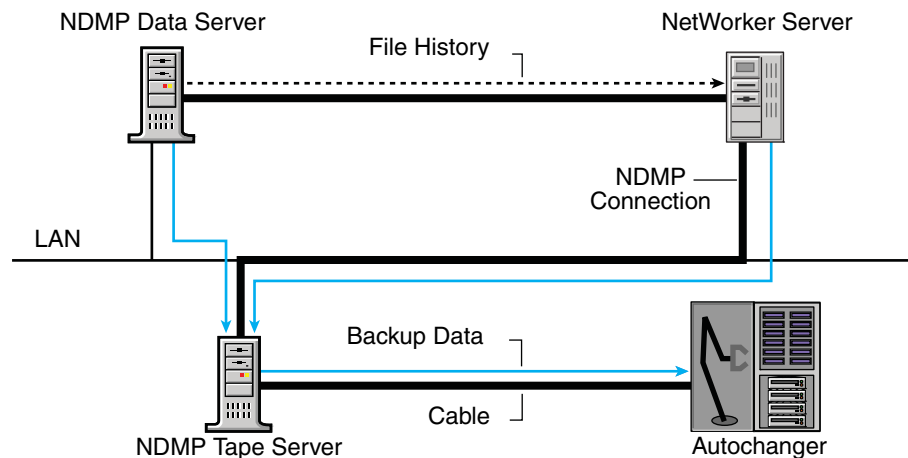 NDMP Data Server
NetWorker Server
File History
NDMP
Connection
LAN
Backup Data
Cable
NDMP Tape Server
Autochanger